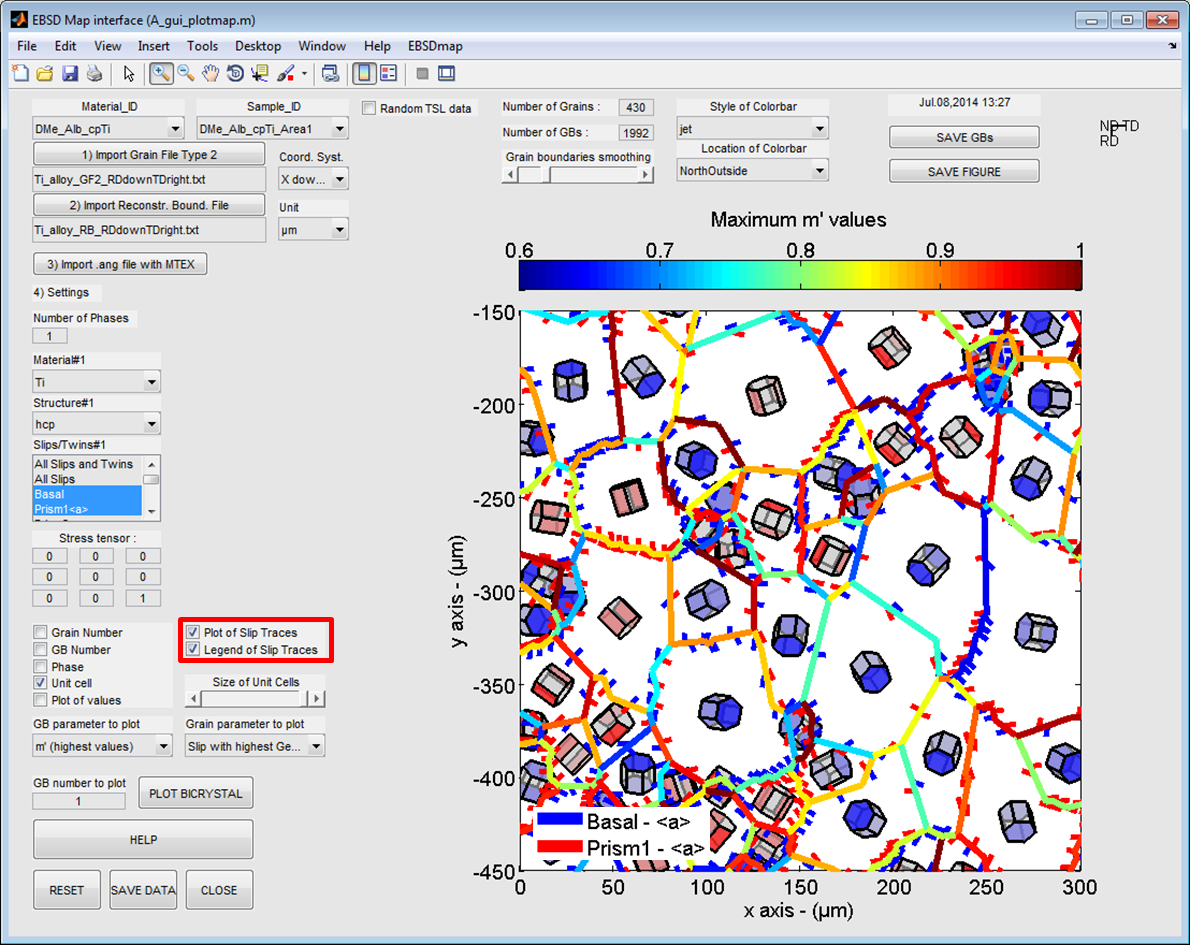 EBSD Map interface (A_gui_plotmap.m)
File Edit View Insert Tools Desktop Window Help EBSDmap
Material_ID
Sample_ID
DMe_Alb_cpTi
DMe_Alb_cpTi_Area1
Random TSL data
1) Import Grain File Type 2
Coord. Syst.
Ti_alloy_GF2_RDdownTDright.txt
X dow...
2) Import Reconstr. Bound. File
Unit
Ti_alloy_RB_RDdownTDright.txt
µm
3) Import .ang file with MTEX
4) Settings
Number of Phases
1
Material#1
Ti
Structure#1
hcp
Slips/Twins#1
All Slips and Twins
All Slips
Basal
Prism1<a>
Stress tensor :
0 0 0
0 0 0
0 0 1
Grain Number
GB Number
Phase
Unit cell
Plot of values
Plot of Slip Traces
Legend of Slip Traces
Size of Unit Cells
GB parameter to plot
Grain parameter to plot
m' (highest values)
Slip with highest Ge...
GB number to plot
1
PLOT BICRYSTAL
HELP
RESET
SAVE DATA
CLOSE
Number of Grains : 430
Number of GBs : 1992
Grain boundaries smoothing
Style of Colorbar
jet
Location of Colorbar
NorthOutside
Jul.08,2014 13:27
SAVE GBs
SAVE FIGURE
ND TD
RD
Maximum m' values
0.6 0.7 0.8 0.9 1
-150
-200
-250
-300
-350
-400
-450
y axis - (µm)
Basal - <a>
Prism1 - <a>
0 50 100 150 200 250 300
x axis - (µm)